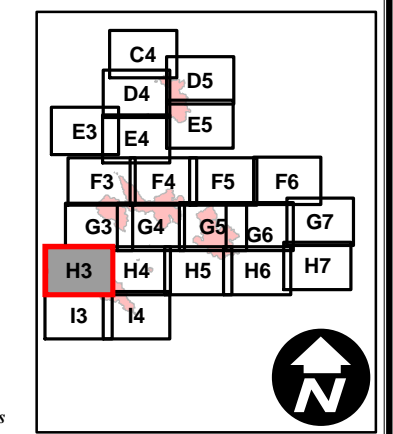 C4
D4 D5
E3 E4 E5
F3 F4 F5 F6
G3 G4 G5 G6 G7
H3 H4 H5 H6 H7
I3 I4
N
s